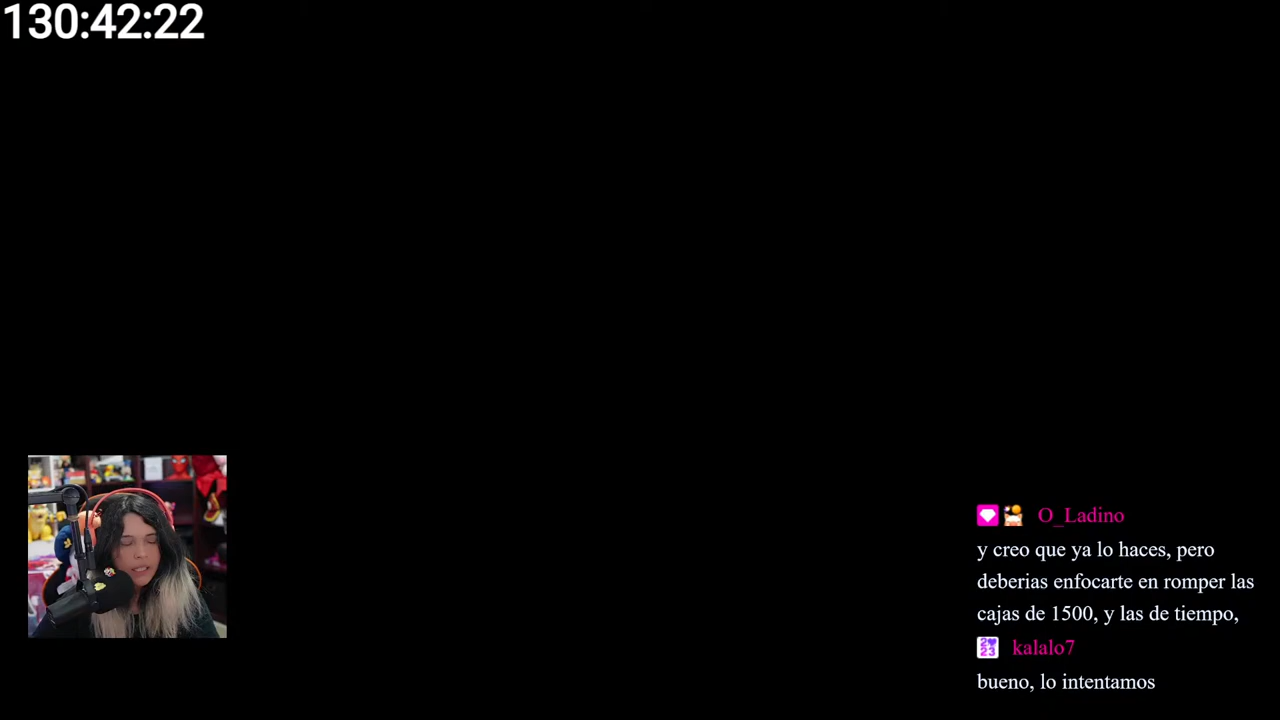 130:42:22
O_Ladino
y creo que ya lo haces, pero
deberias enfocarte en romper las
cajas de 1500, y las de tiempo,
2023 kalalo7
bueno, lo intentamos